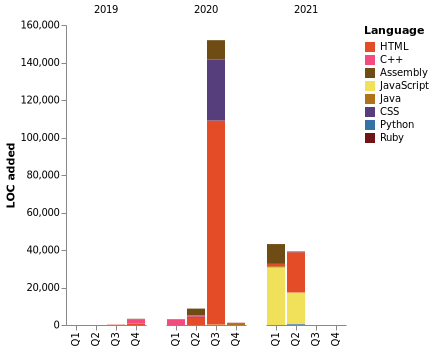 2019 2020 2021
160,000
140,000
120,000
100,000
80,000
60,000
40,000
20,000
0
LOC added
Q1 Q2 Q3 Q4 Q1 Q2 Q3 Q4 Q1 Q2 Q3 Q4
Language
HTML
C++
Assembly
JavaScript
Java
CSS
Python
Ruby